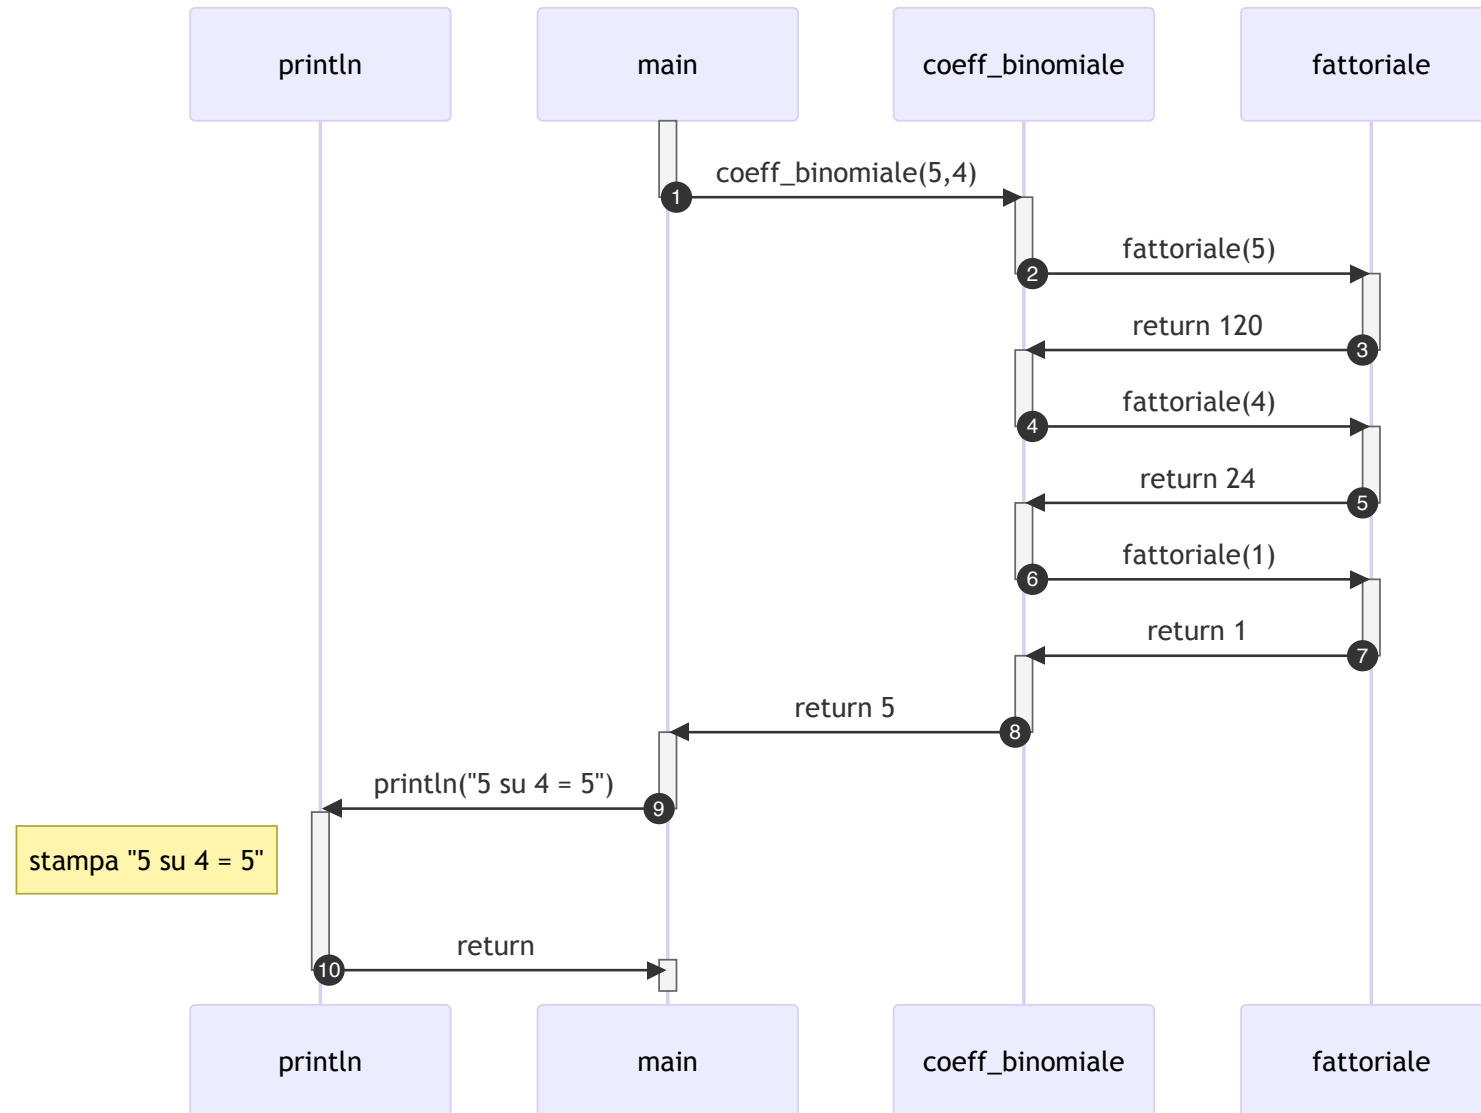 println
main
coeff_binomiale
fattoriale
coeff_binomiale(5,4)
1
fattoriale(5)
2
return 120
3
fattoriale(4)
4
return 24
5
fattoriale(1)
6
return 1
7
return 5
8
println("5 su 4 = 5")
9
stampa "5 su 4 = 5"
return
10
println
main
coeff_binomiale
fattoriale